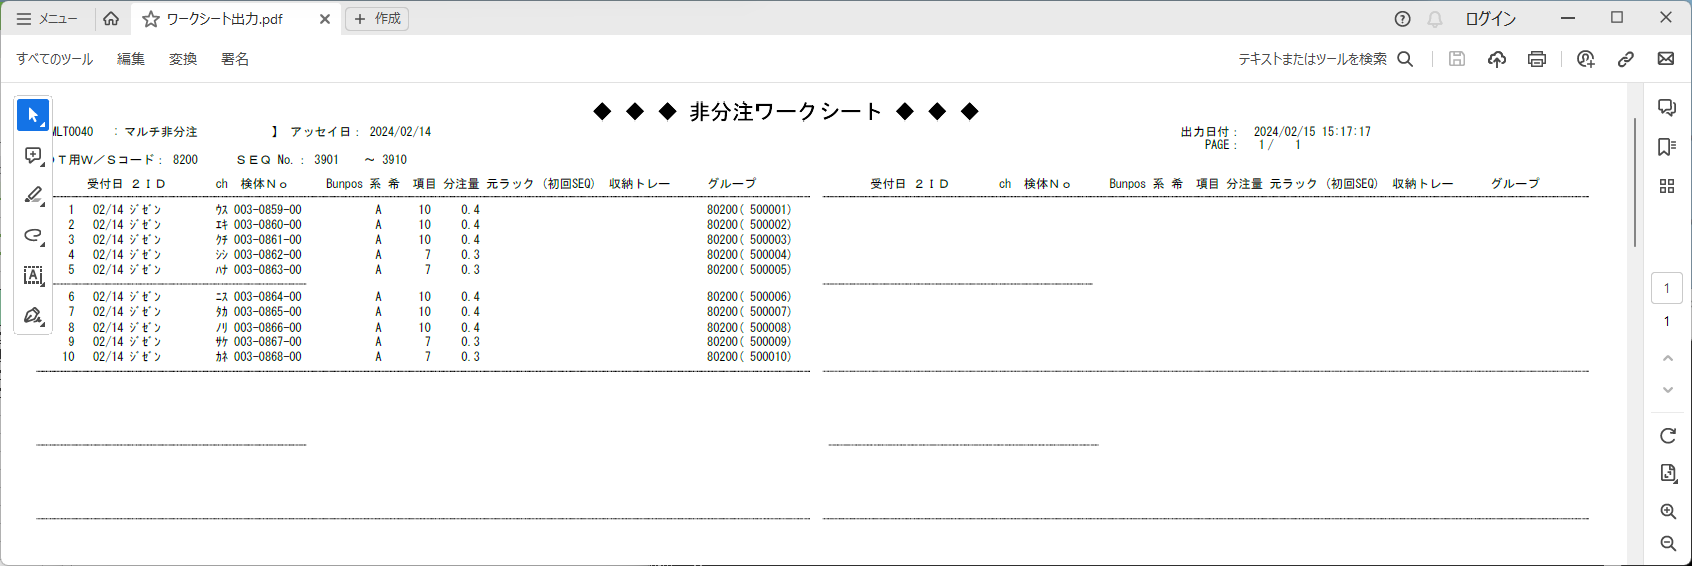 メニュー ワークシート出力.pdf + 作成 ログイン
すべてのツール 編集 変換 署名 テキストまたはツールを検索
◆ ◆ ◆ 非分注ワークシート ◆ ◆ ◆
MLT0040 : マルチ非分注 】 アッセイ日: 2024/02/14 出力日付: 2024/02/15 15:17:17
PAGE: 1/ 1
OT用W/Sコード: 8200 SEQ No.: 3901 ~ 3910
受付日 2ID ch 検体No Bunpos 系 希 項目 分注量 元ラック (初回SEQ) 収納トレー グループ 受付日 2ID ch 検体No Bunpos 系 希 項目 分注量 元ラック (初回SEQ) 収納トレー グループ
1 02/14 ジゼン ウス 003-0859-00 A 10 0.4 80200( 500001)
2 02/14 ジゼン エキ 003-0860-00 A 10 0.4 80200( 500002)
3 02/14 ジゼン クチ 003-0861-00 A 10 0.4 80200( 500003)
4 02/14 ジゼン シシ 003-0862-00 A 7 0.3 80200( 500004)
5 02/14 ジゼン ハナ 003-0863-00 A 7 0.3 80200( 500005)
6 02/14 ジゼン ニス 003-0864-00 A 10 0.4 80200( 500006)
7 02/14 ジゼン タカ 003-0865-00 A 10 0.4 80200( 500007)
8 02/14 ジゼン ノリ 003-0866-00 A 10 0.4 80200( 500008)
9 02/14 ジゼン サケ 003-0867-00 A 7 0.3 80200( 500009)
10 02/14 ジゼン カネ 003-0868-00 A 7 0.3 80200( 500010)
1
1